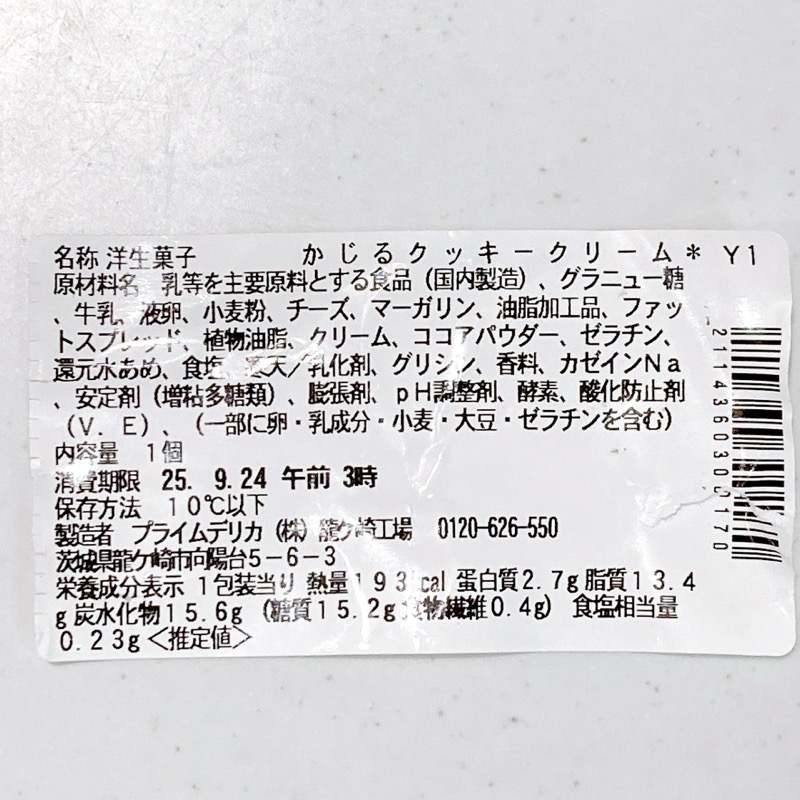 名称 洋生菓子 かじるクッキークリーム＊ Y1
原材料名 乳等を主要原料とする食品（国内製造）、グラニュー糖
、牛乳、液卵、小麦粉、チーズ、マーガリン、油脂加工品、ファッ
トスプレッド、植物油脂、クリーム、ココアパウダー、ゼラチン、
還元水あめ、食塩、寒天／乳化剤、グリシン、香料、カゼインNa
、安定剤（増粘多糖類）、膨張剤、pH調整剤、酵素、酸化防止剤
（V．E）、（一部に卵・乳成分・小麦・大豆・ゼラチンを含む）
内容量 1個
消費期限 25. 9.24 午前 3時
保存方法 10℃以下
製造者 プライムデリカ（株）龍ケ崎工場 0120-626-550
茨城県龍ケ崎市向陽台5-6-3
栄養成分表示 1包装当り 熱量193kcal 蛋白質2.7g 脂質13.4
g 炭水化物15.6g （糖質15.2g 食物繊維0.4g） 食塩相当量
0.23g＜推定値＞